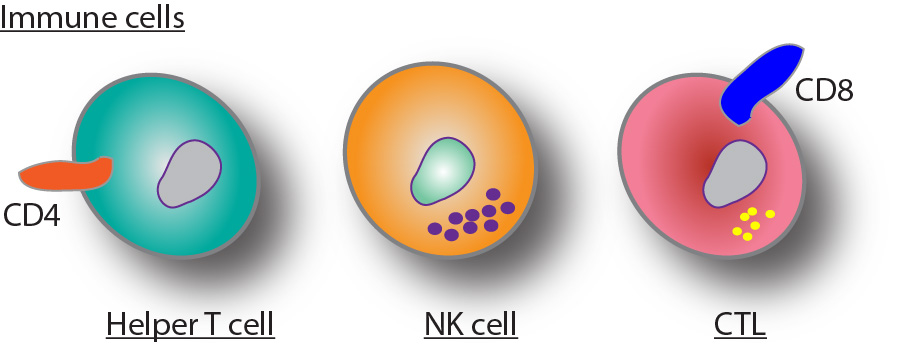 Immune cells
CD8
CD4
Helper T cell
NK cell
CTL